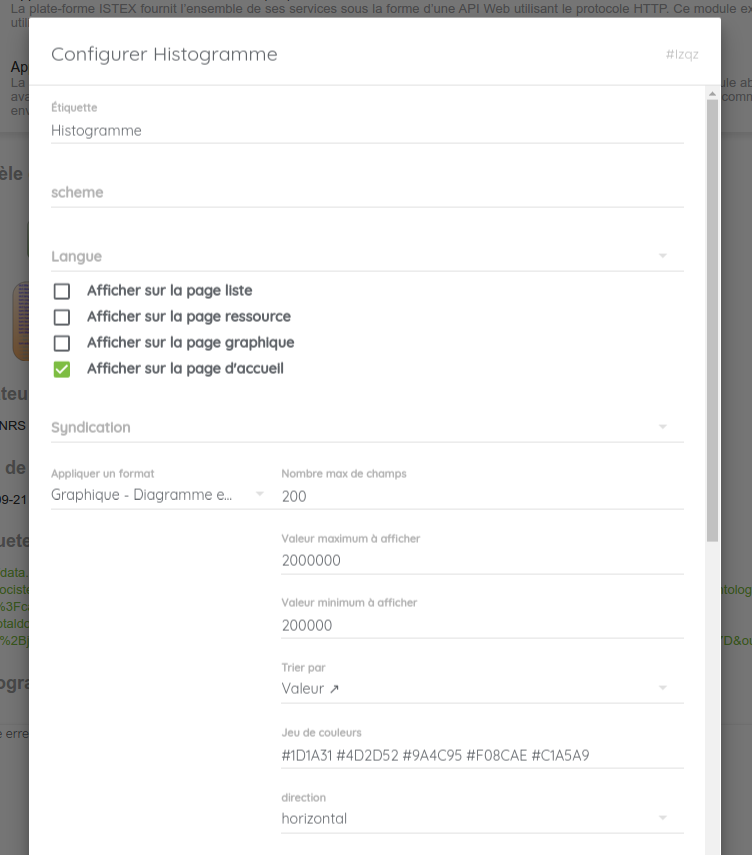 La plate-forme ISTEX fournit l'ensemble de ses services sous la forme d'une API Web utilisant le protocole HTTP. Ce module
util
Configurer Histogramme
#lzqz
Étiquette
Histogramme
scheme
Langue
Afficher sur la page liste
Afficher sur la page ressource
Afficher sur la page graphique
Afficher sur la page d'accueil
Syndication
Appliquer un format
Graphique - Diagramme e...
Nombre max de champs
200
Valeur maximum à afficher
2000000
Valeur minimum à afficher
200000
Trier par
Valeur ↗
Jeu de couleurs
#1D1A31 #4D2D52 #9A4C95 #F08CAE #C1A5A9
direction
horizontal